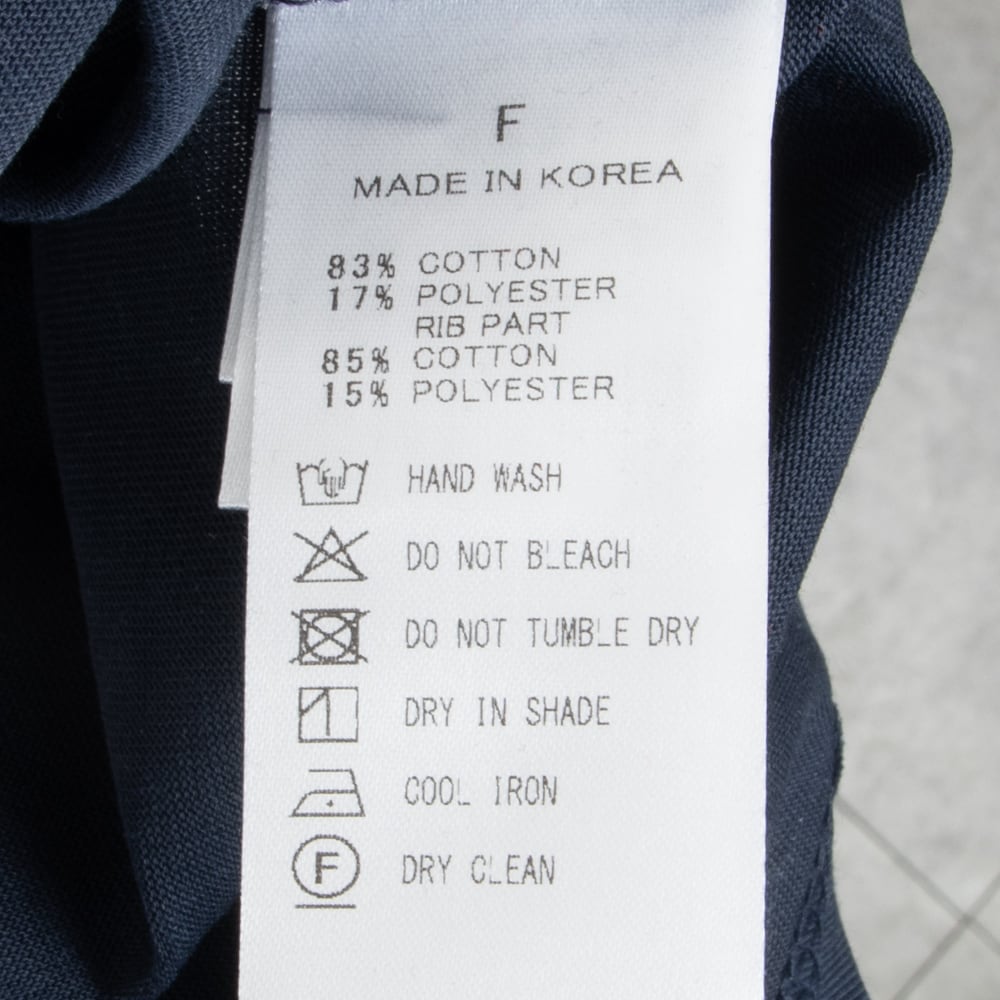 F
MADE IN KOREA
83% COTTON
17% POLYESTER
RIB PART
85% COTTON
15% POLYESTER
HAND WASH
DO NOT BLEACH
DO NOT TUMBLE DRY
DRY IN SHADE
COOL IRON
F DRY CLEAN